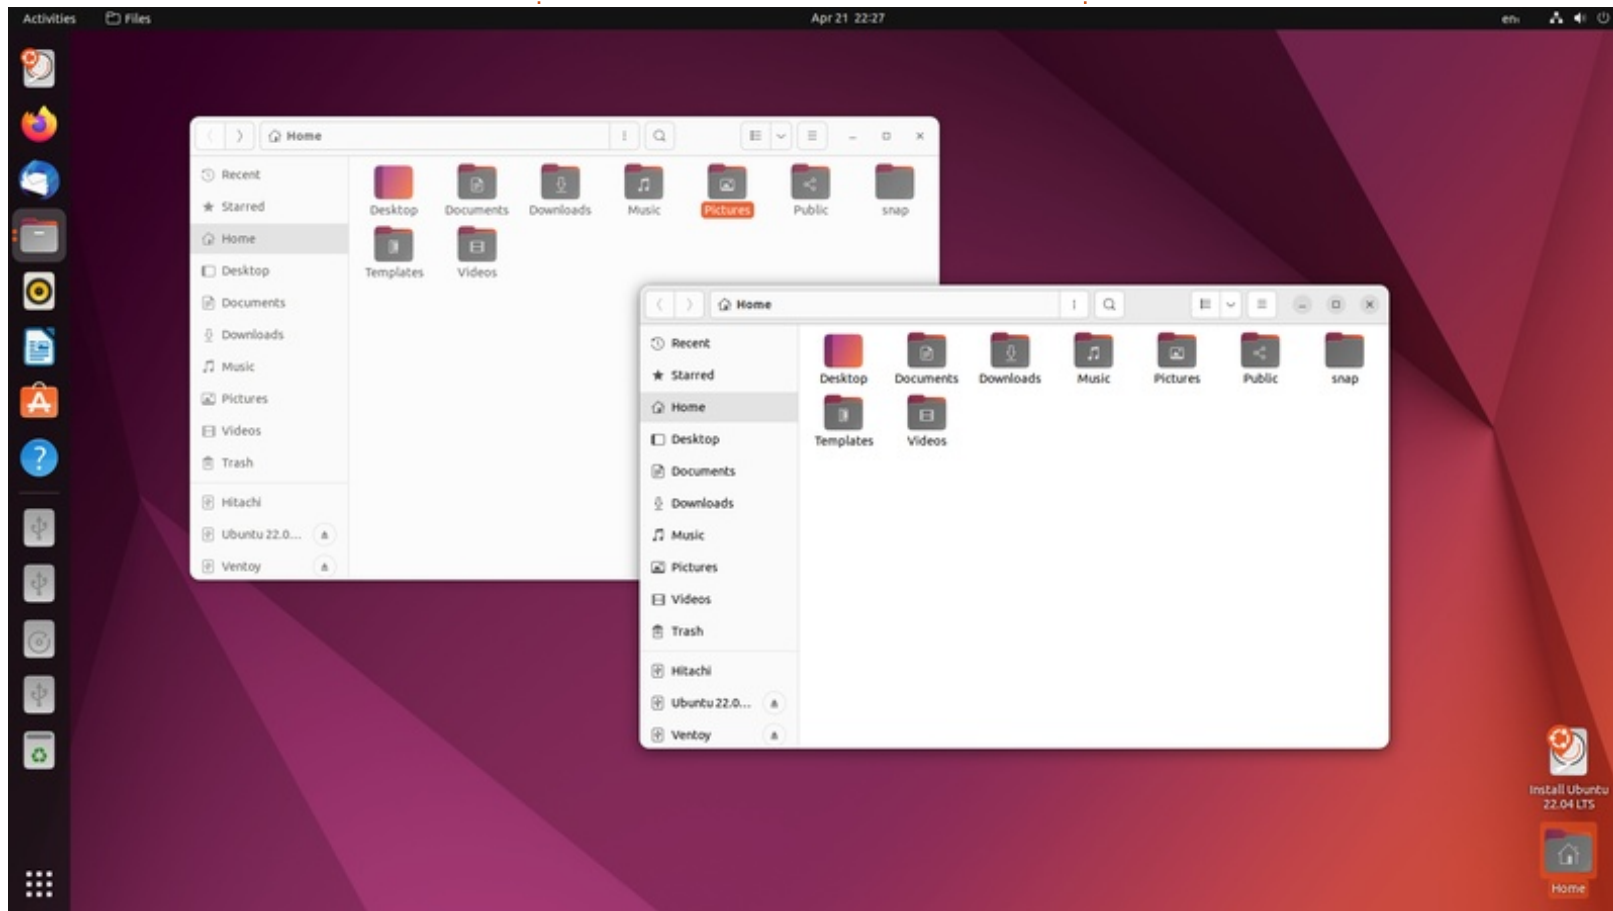 Activities Files Apr 21 22:27 en₁
Home
Recent
Starred
Home
Desktop
Documents
Downloads
Music
Pictures
Videos
Trash
Hitachi
Ubuntu 22.0...
Ventoy
Desktop Documents Downloads Music Pictures Public snap
Templates Videos
Home
Recent
Starred
Home
Desktop
Documents
Downloads
Music
Pictures
Videos
Trash
Hitachi
Ubuntu 22.0...
Ventoy
Desktop Documents Downloads Music Pictures Public snap
Templates Videos
Install Ubuntu
22.04 LTS
Home